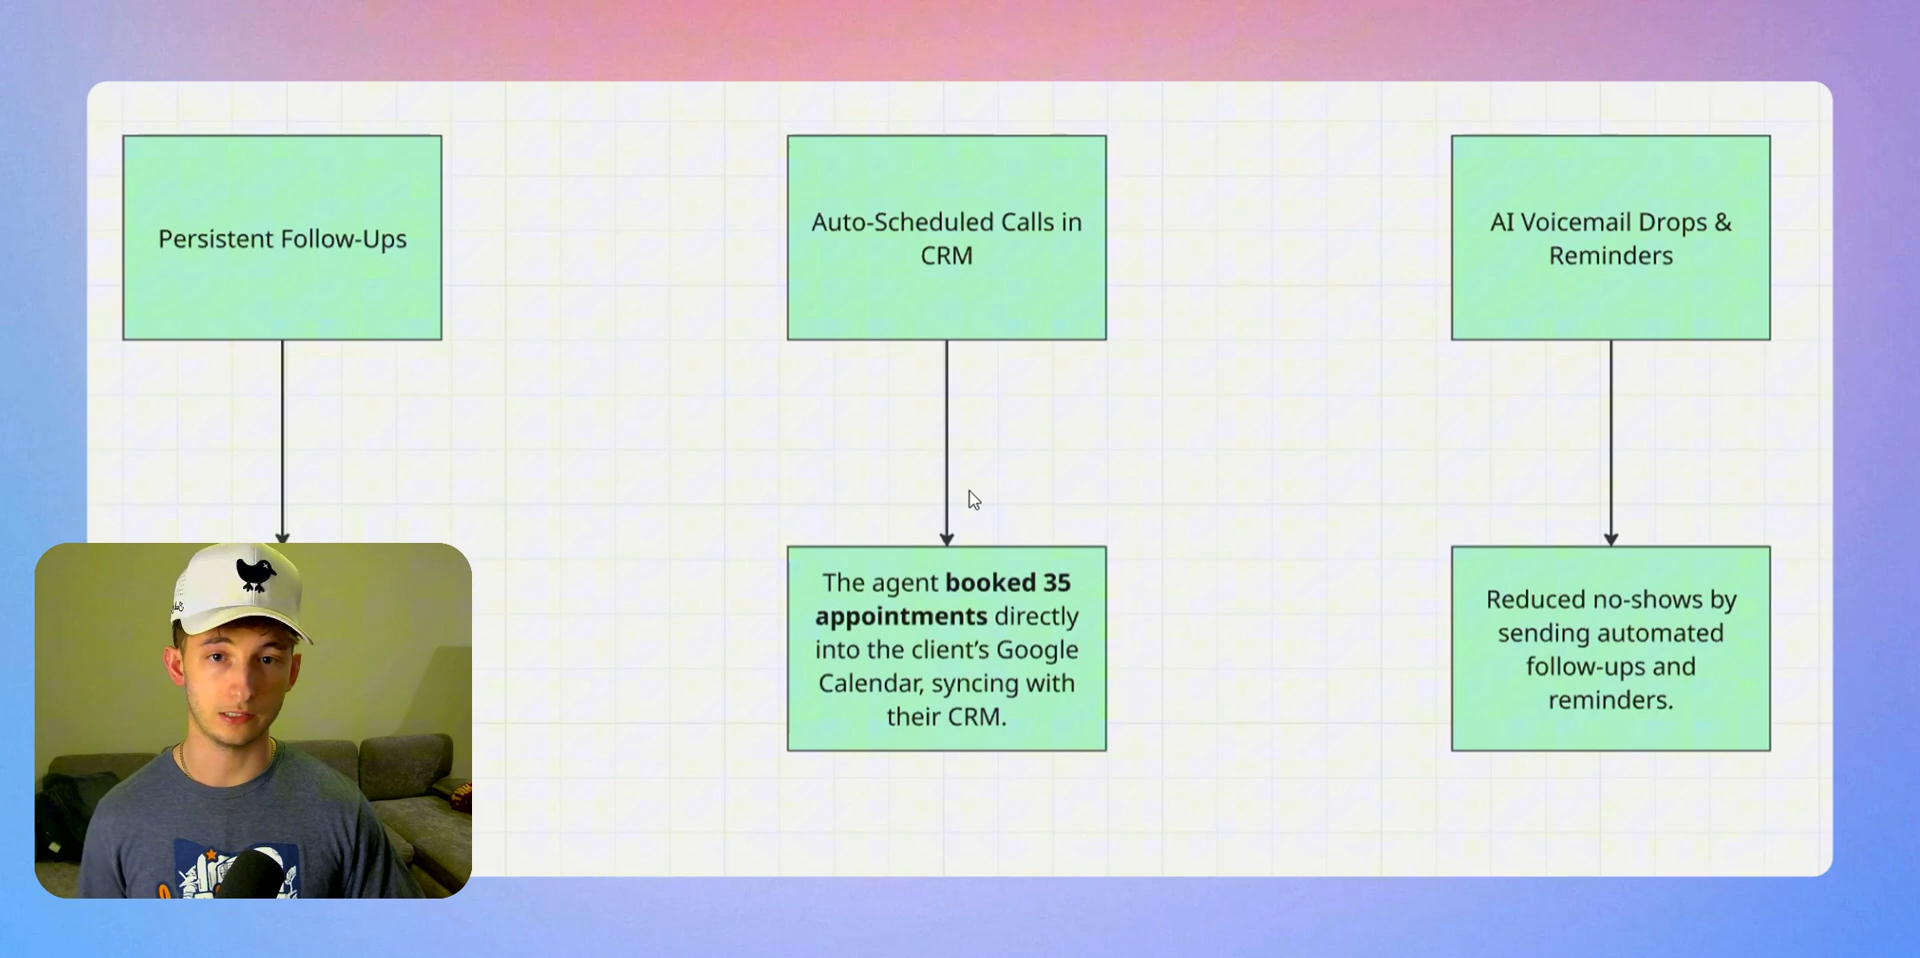 Persistent Follow-Ups
Auto-Scheduled Calls in
CRM
AI Voicemail Drops &
Reminders
The agent booked 35
appointments directly
into the client’s Google
Calendar, syncing with
their CRM.
Reduced no-shows by
sending automated
follow-ups and
reminders.